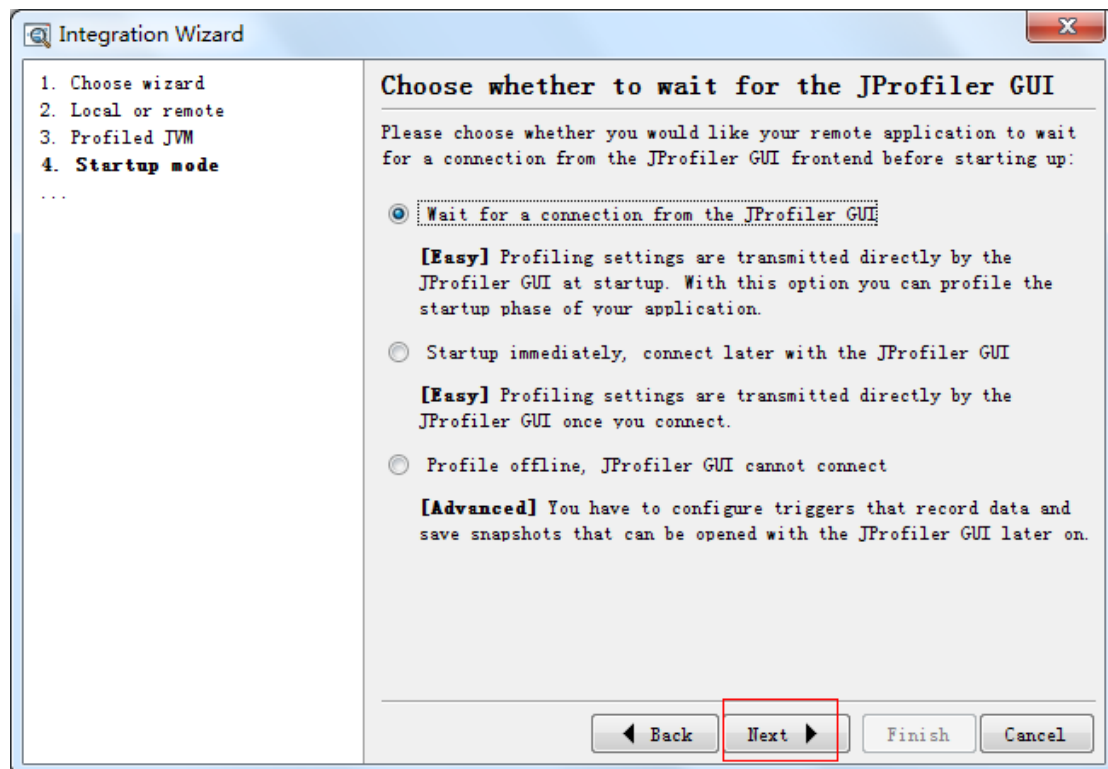 Integration Wizard
1. Choose wizard
2. Local or remote
3. Profiled JVM
4. Startup mode
...
Choose whether to wait for the JProfiler GUI
Please choose whether you would like your remote application to wait
for a connection from the JProfiler GUI frontend before starting up:
Wait for a connection from the JProfiler GUI
[Easy] Profiling settings are transmitted directly by the
JProfiler GUI at startup. With this option you can profile the
startup phase of your application.
Startup immediately, connect later with the JProfiler GUI
[Easy] Profiling settings are transmitted directly by the
JProfiler GUI once you connect.
Profile offline, JProfiler GUI cannot connect
[Advanced] You have to configure triggers that record data and
save snapshots that can be opened with the JProfiler GUI later on.
Back Next Finish Cancel